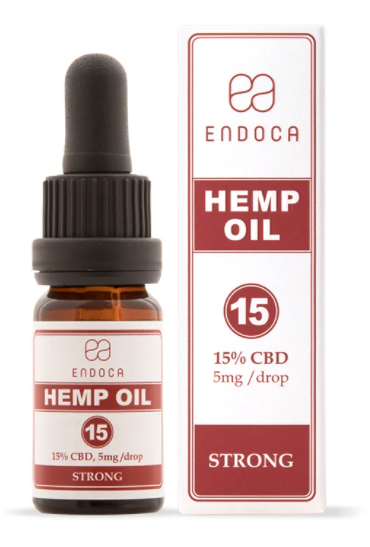 ENDOCA
HEMP OIL
15
15% CBD, 5mg/drop
STRONG
ENDOCA
HEMP
OIL
15
15% CBD
5mg /drop
STRONG